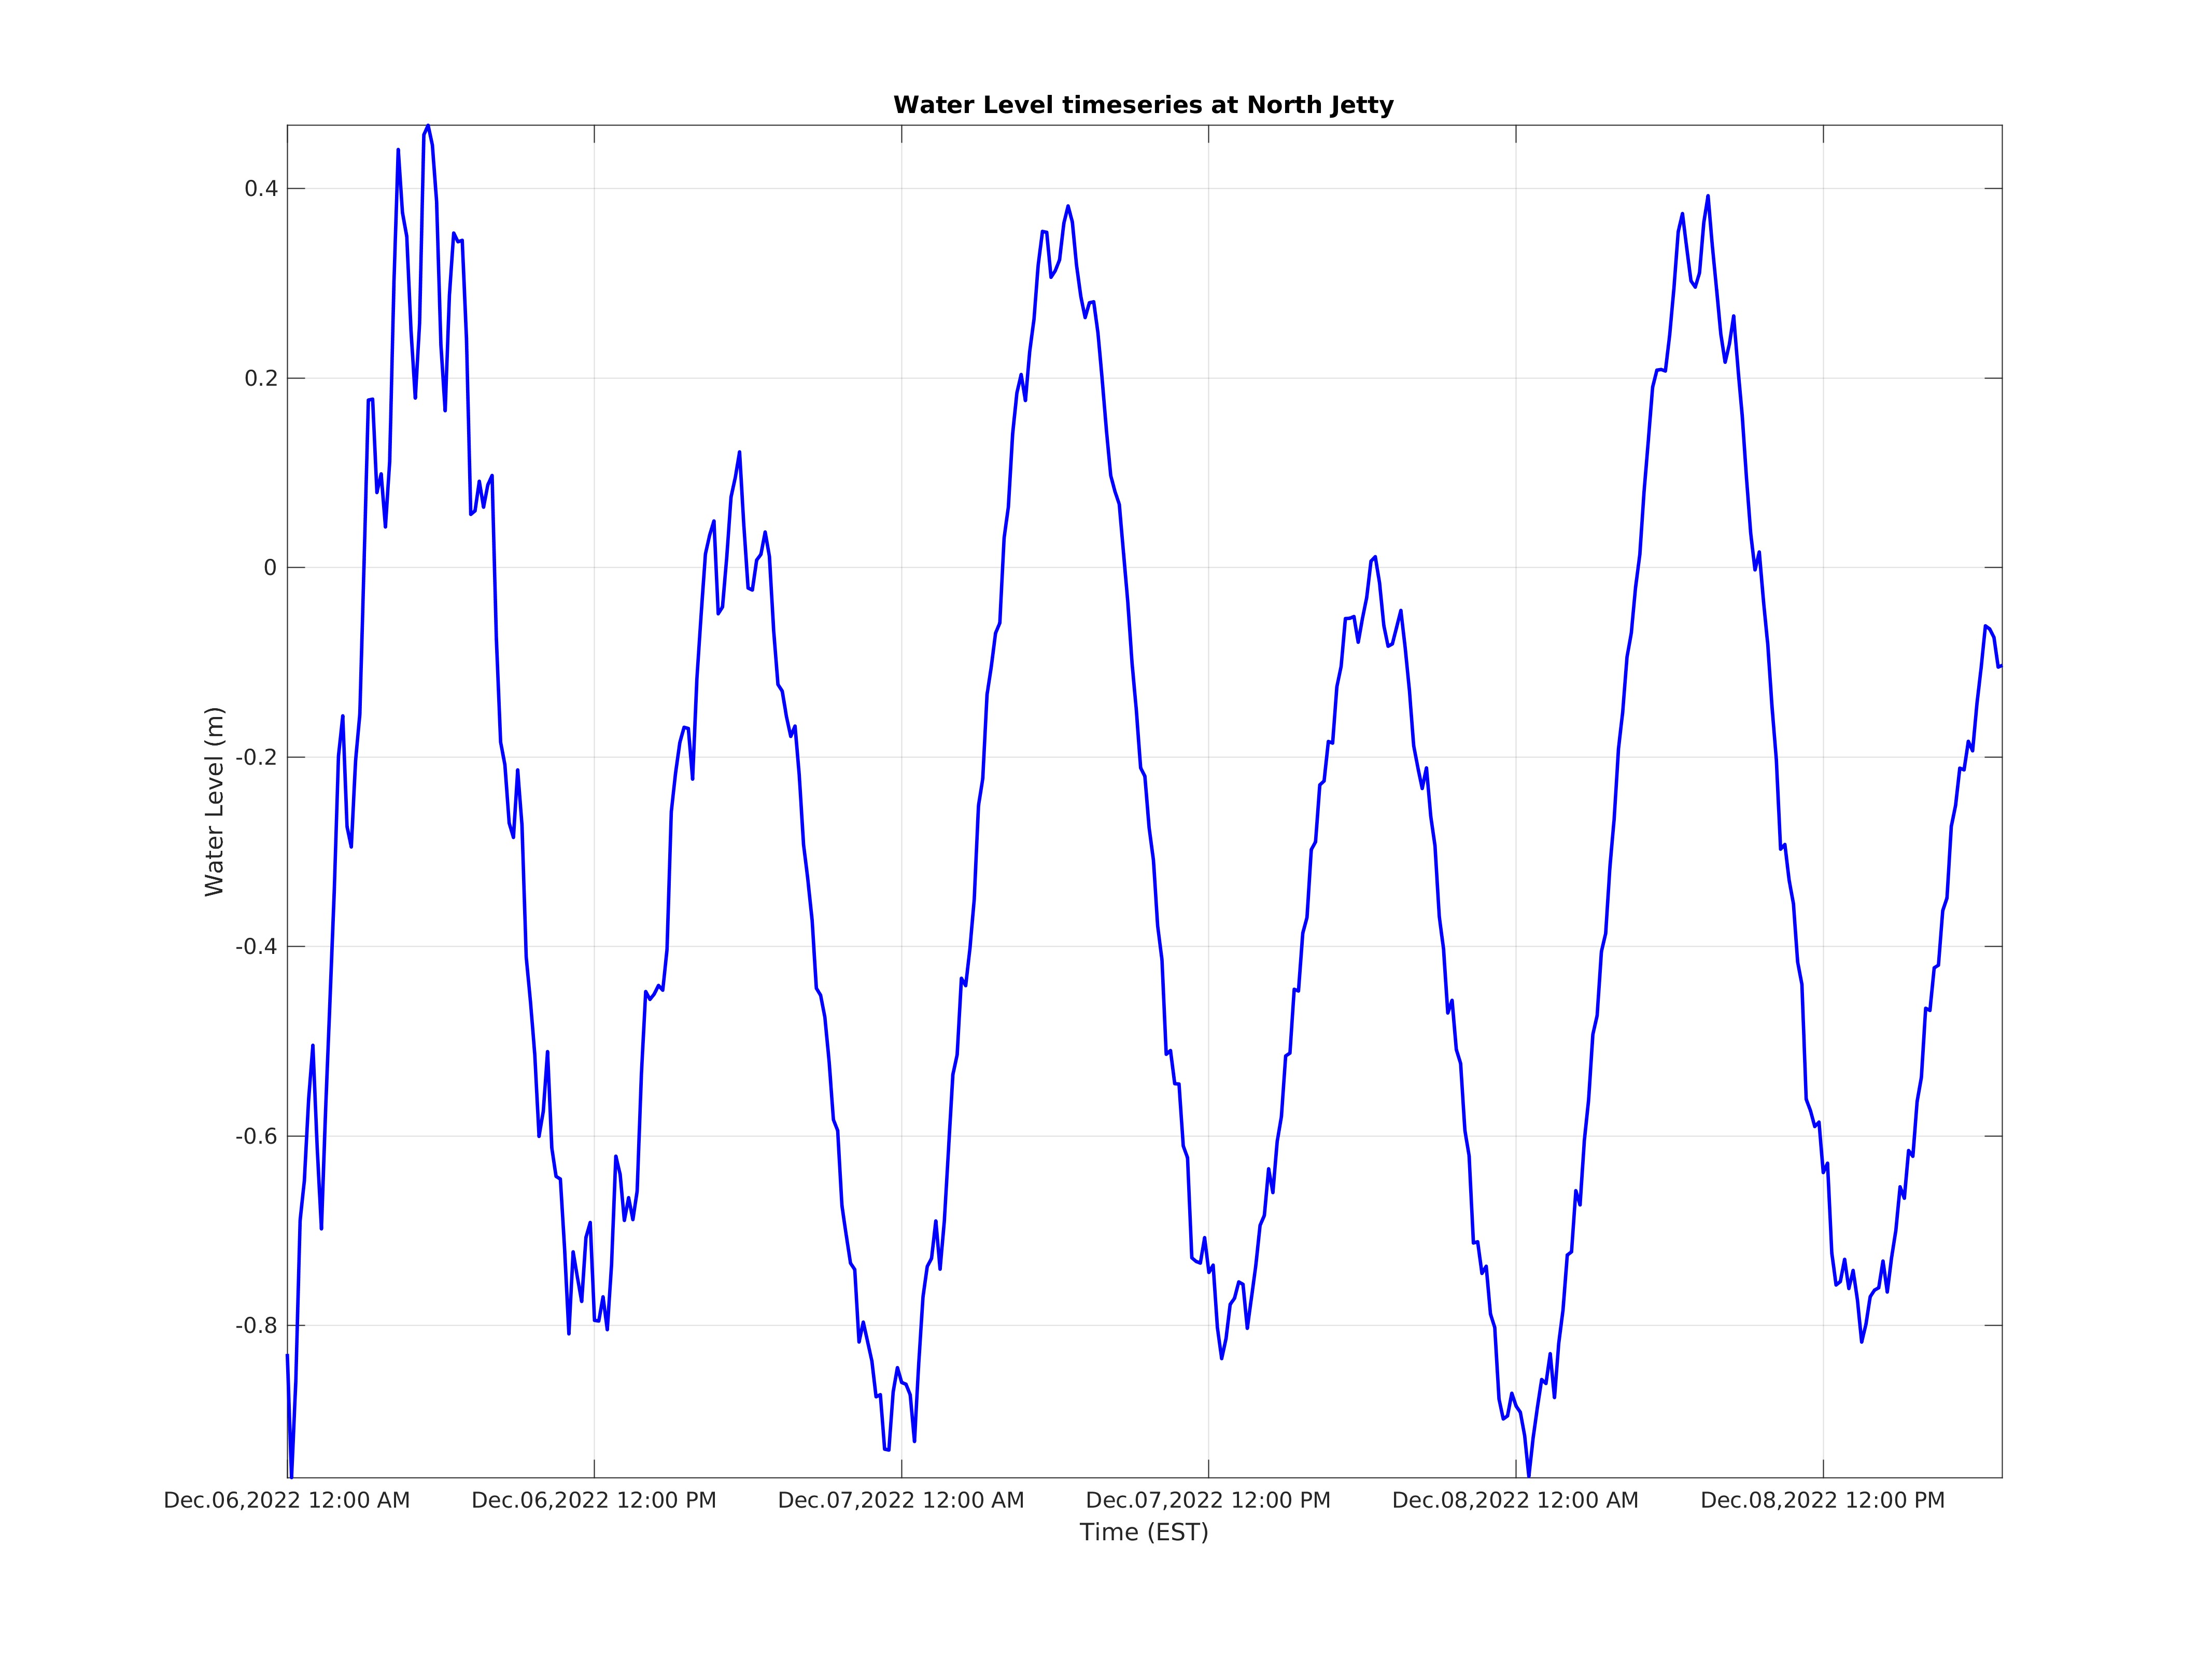 Water Level timeseries at North Jetty
0.4
0.2
0
-0.2
-0.4
-0.6
-0.8
Water Level (m)
Dec.06,2022 12:00 AM
Dec.06,2022 12:00 PM
Dec.07,2022 12:00 AM
Dec.07,2022 12:00 PM
Dec.08,2022 12:00 AM
Dec.08,2022 12:00 PM
Time (EST)